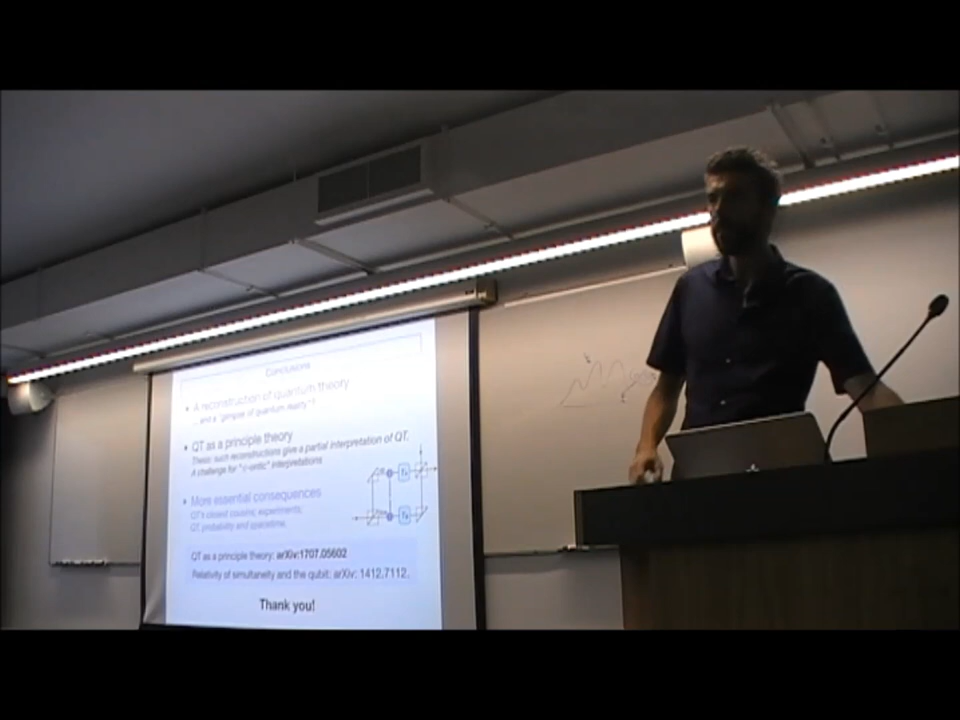 Conclusions
• A reconstruction of quantum theory
... and a "glimpse of quantum reality"?
• QT as a principle theory
Thesis: such reconstructions give a partial interpretation of QT.
A challenge for "ψ-ontic" interpretations
• More essential consequences
QT's closest cousins; experiments;
QT, probability and spacetime,
QT as a principle theory: arXiv:1707.05602
Relativity of simultaneity and the qubit: arXiv: 1412.7112.
Thank you!